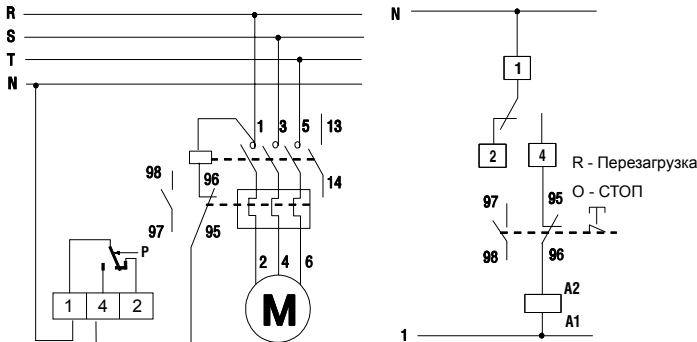 R
S
T
N
1 3 5 13
98 96 14
97 95
P
1 4 2
2 4 6
M
N
1
2 4
R - Перезагрузка
O - СТОП
97 95
98 96
A2
A1
1